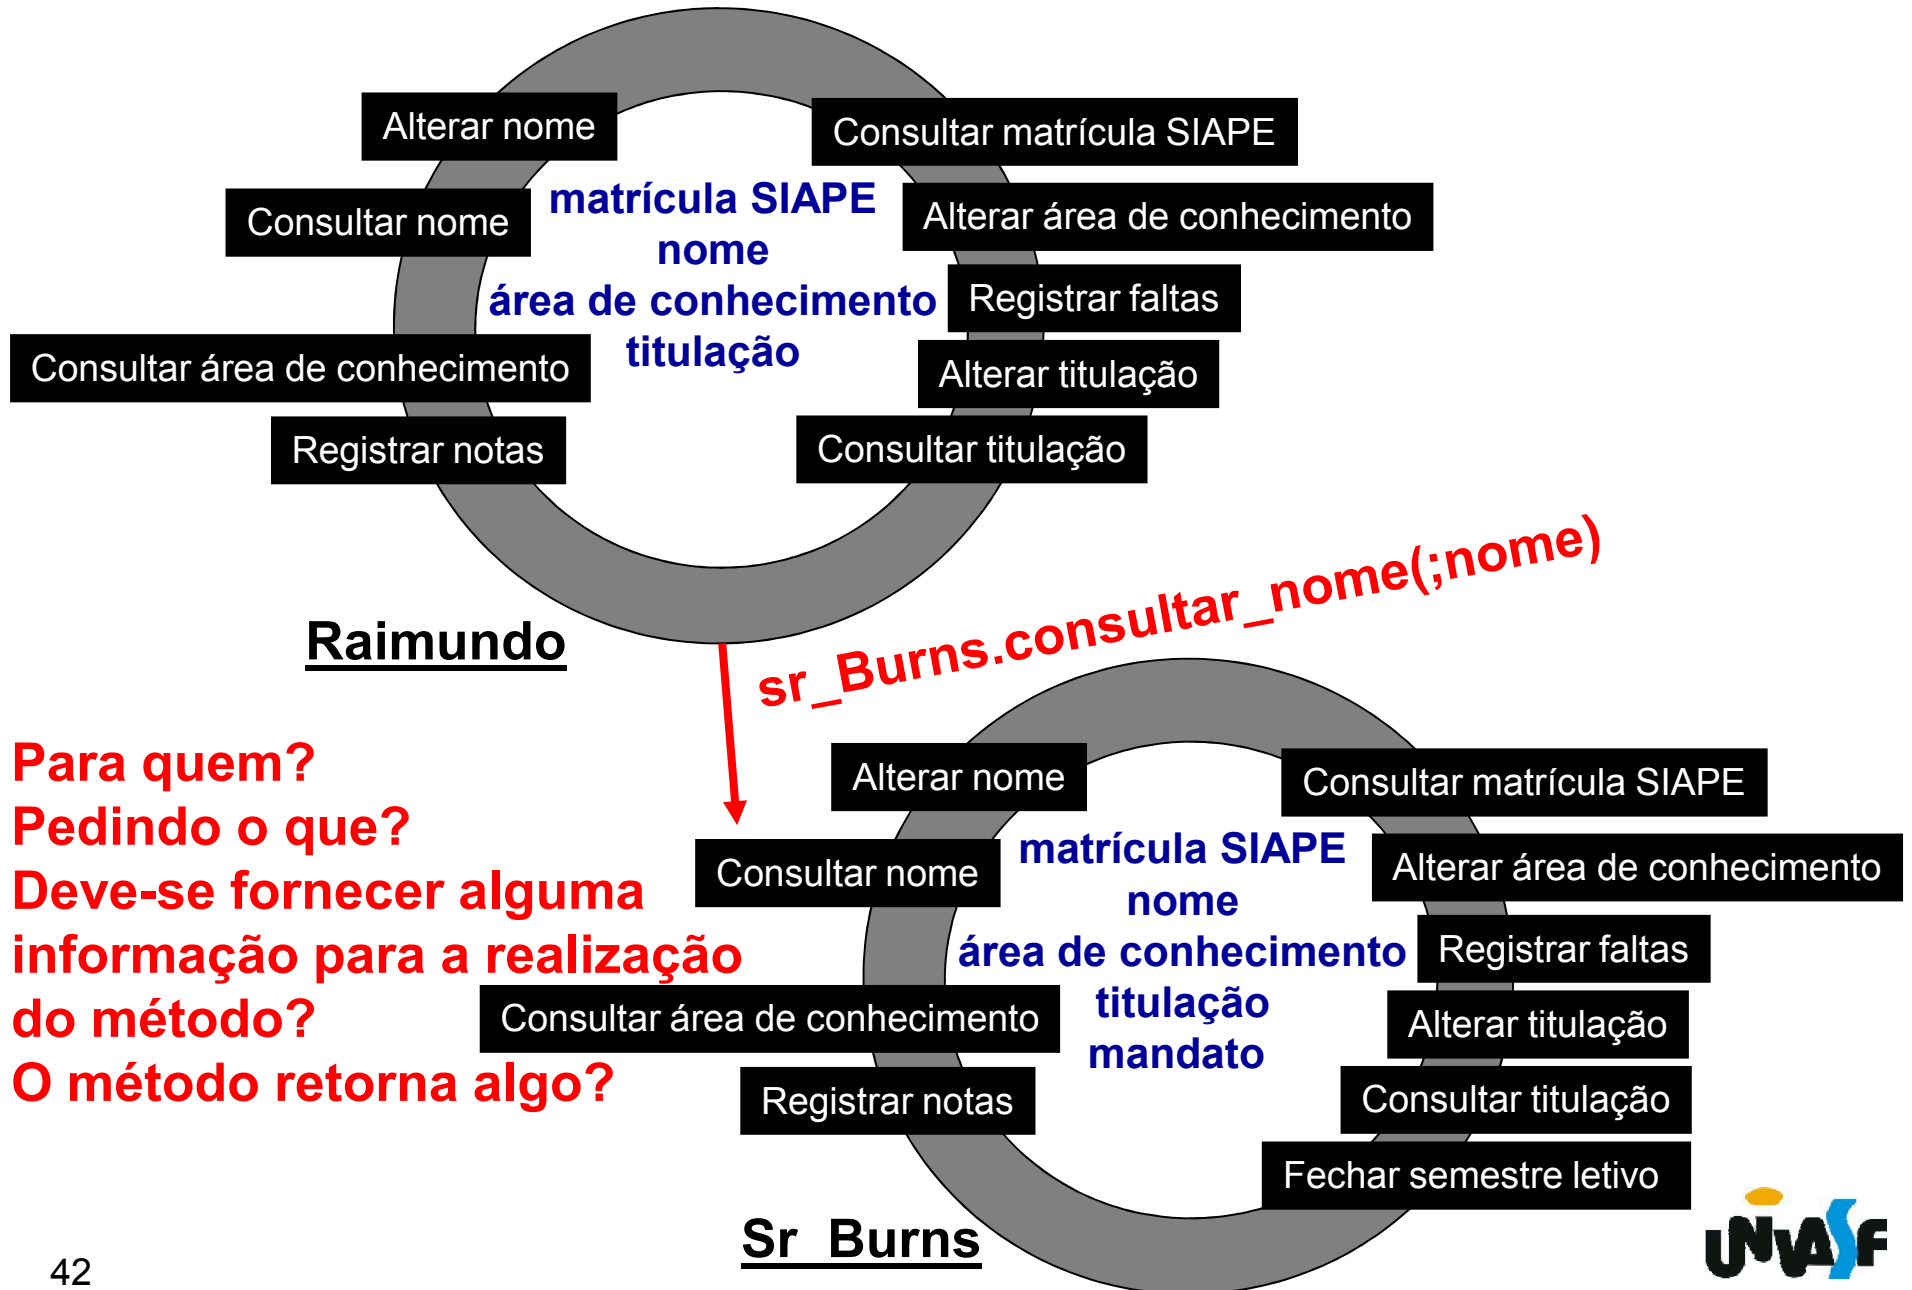 Alterar nome
Consultar matrícula SIAPE
Consultar nome
matrícula SIAPE
nome
área de conhecimento
titulação
Alterar área de conhecimento
Registrar faltas
Consultar área de conhecimento
Alterar titulação
Registrar notas
Consultar titulação
Raimundo
sr_Burns.consultar_nome(;nome)
Para quem?
Pedindo o que?
Deve-se fornecer alguma
informação para a realização
do método?
O método retorna algo?
Alterar nome
Consultar matrícula SIAPE
Consultar nome
matrícula SIAPE
nome
área de conhecimento
titulação
mandato
Alterar área de conhecimento
Registrar faltas
Consultar área de conhecimento
Alterar titulação
Registrar notas
Consultar titulação
Fechar semestre letivo
Sr_Burns
42
UNIVASF